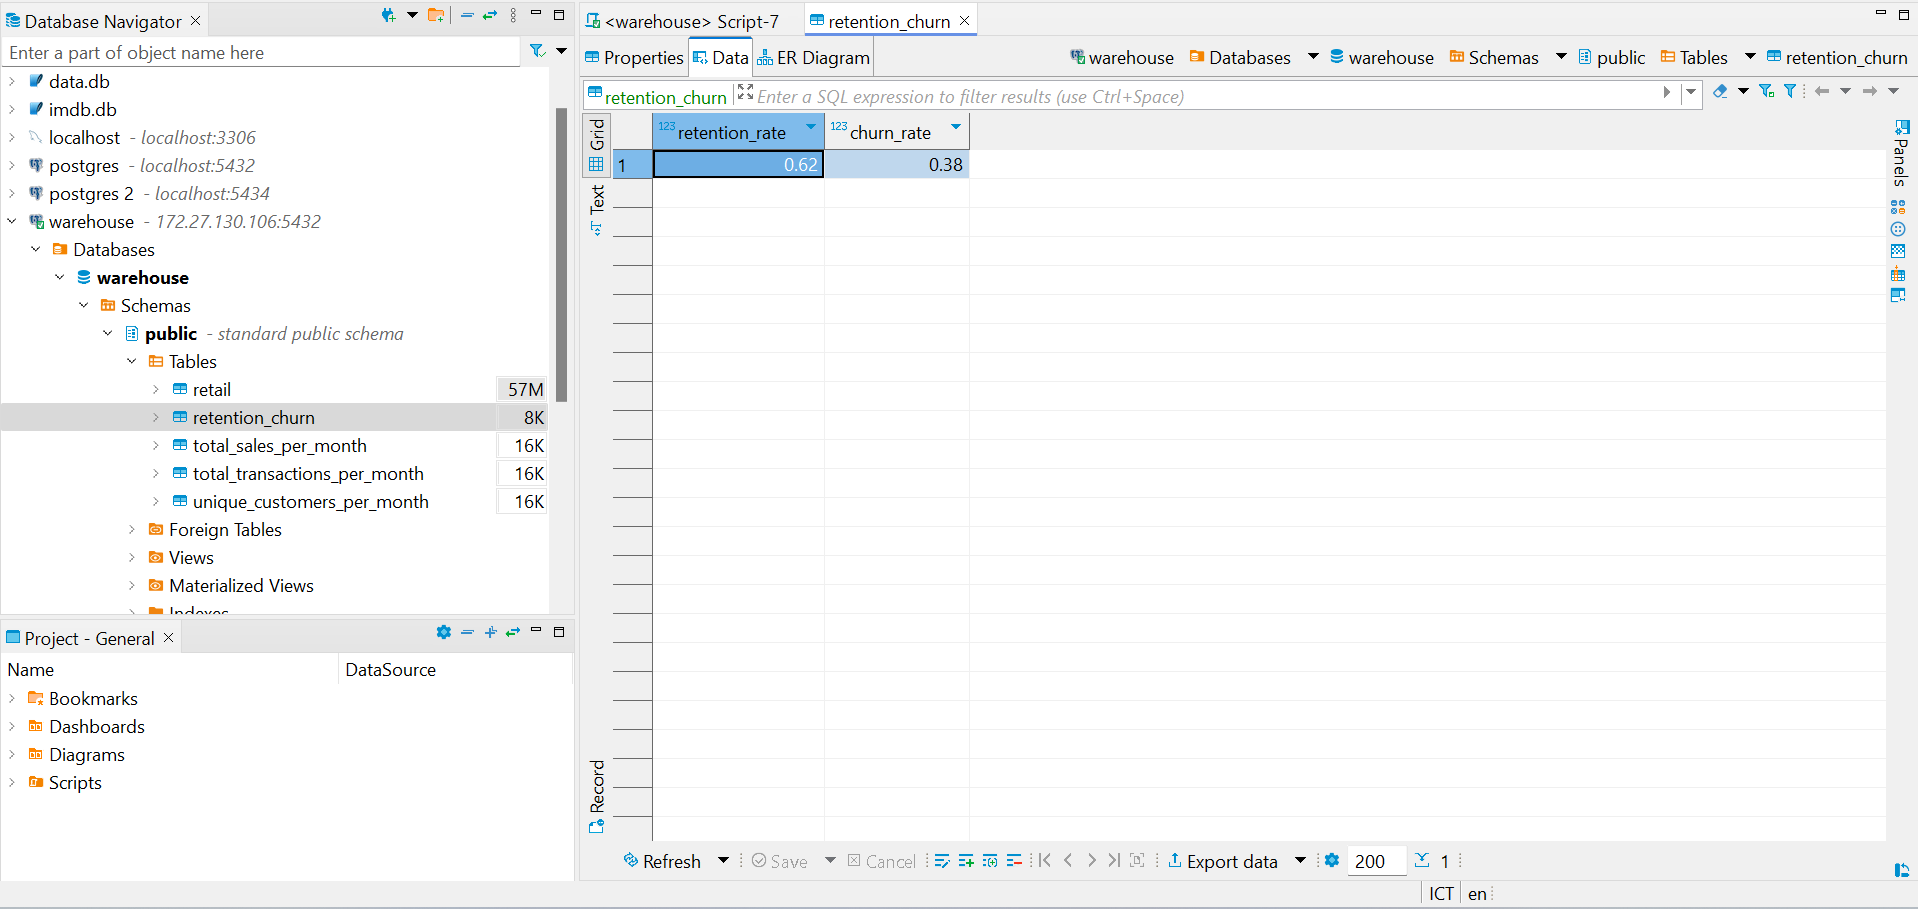 Database Navigator
Enter a part of object name here
data.db
imdb.db
localhost - localhost:3306
postgres - localhost:5432
postgres 2 - localhost:5434
warehouse - 172.27.130.106:5432
Databases
warehouse
Schemas
public - standard public schema
Tables
retail 57M
retention_churn 8K
total_sales_per_month 16K
total_transactions_per_month 16K
unique_customers_per_month 16K
Foreign Tables
Views
Materialized Views
Indexes
Project - General
Name DataSource
Bookmarks
Dashboards
Diagrams
Scripts
<warehouse> Script-7 retention_churn
Properties Data ER Diagram warehouse Databases warehouse Schemas public Tables retention_churn
retention_churn Enter a SQL expression to filter results (use Ctrl+Space)
Grid
Text
Record
123 retention_rate 123 churn_rate
1 0.62 0.38
Panels
Refresh Save Cancel Export data 200 1
ICT en